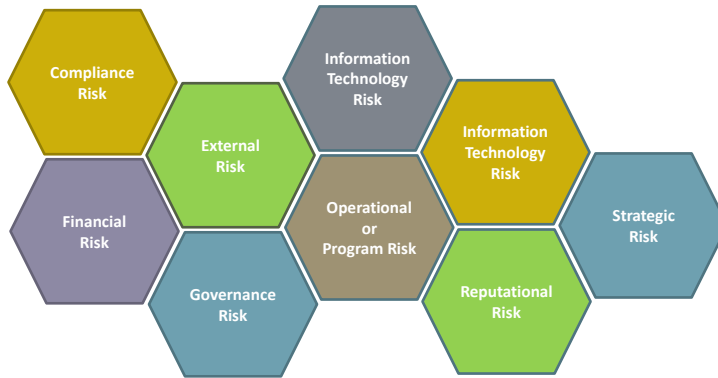 Compliance
Risk
External
Risk
Information
Technology
Risk
Information
Technology
Risk
Financial
Risk
Governance
Risk
Operational
or
Program Risk
Reputational
Risk
Strategic
Risk